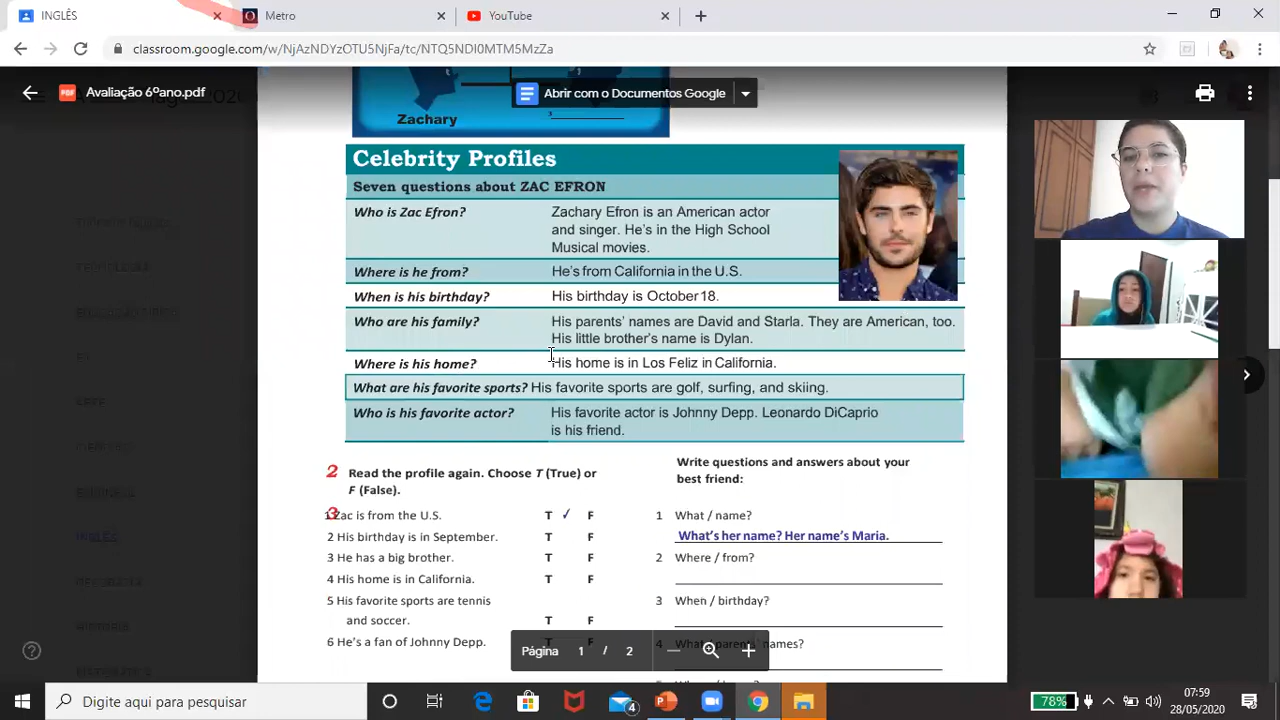 INGLÊS
Metro
YouTube
classroom.google.com/w/NjAzNDYzOTU5NjFa/tc/NTQ5NDI0MTM5MzZa
PDF
Avaliação 6ºano.pdf
Abrir com o Documentos Google
Zachary
Celebrity Profiles
Seven questions about ZAC EFRON
Who is Zac Efron?
Zachary Efron is an American actor
and singer. He's in the High School
Musical movies.
Where is he from?
He's from California in the U.S.
When is his birthday?
His birthday is October 18.
Who are his family?
His parents' names are David and Starla. They are American, too.
His little brother's name is Dylan.
Where is his home?
His home is in Los Feliz in California.
What are his favorite sports? His favorite sports are golf, surfing, and skiing.
Who is his favorite actor?
His favorite actor is Johnny Depp. Leonardo DiCaprio
is his friend.
2 Read the profile again. Choose T (True) or
F (False).
3
1 Zac is from the U.S. T ✓ F
2 His birthday is in September. T F
3 He has a big brother. T F
4 His home is in California. T F
5 His favorite sports are tennis
and soccer. T F
6 He's a fan of Johnny Depp. T F
Write questions and answers about your
best friend:
1 What / name?
What's her name? Her name's Maria.
2 Where / from?
3 When / birthday?
4 What / parents' names?
Página 1 / 2
INGLÊS
Digite aqui para pesquisar
4
78%
07:59
28/05/2020